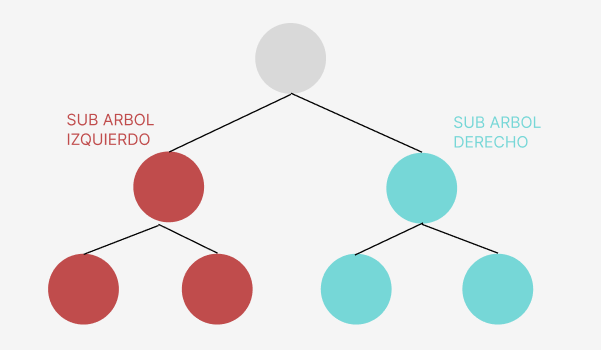 SUB ARBOL
IZQUIERDO
SUB ARBOL
DERECHO